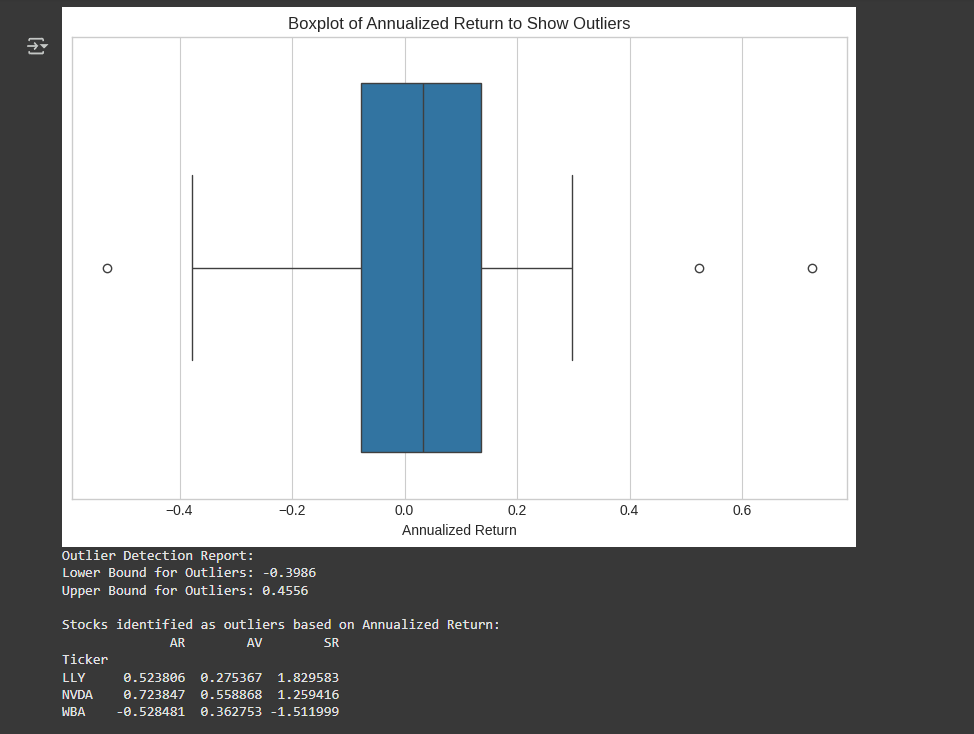 Boxplot of Annualized Return to Show Outliers
−0.4 −0.2 0.0 0.2 0.4 0.6
Annualized Return
Outlier Detection Report:
Lower Bound for Outliers: -0.3986
Upper Bound for Outliers: 0.4556
Stocks identified as outliers based on Annualized Return:
AR AV SR
Ticker
LLY 0.523806 0.275367 1.829583
NVDA 0.723847 0.558868 1.259416
WBA -0.528481 0.362753 -1.511999